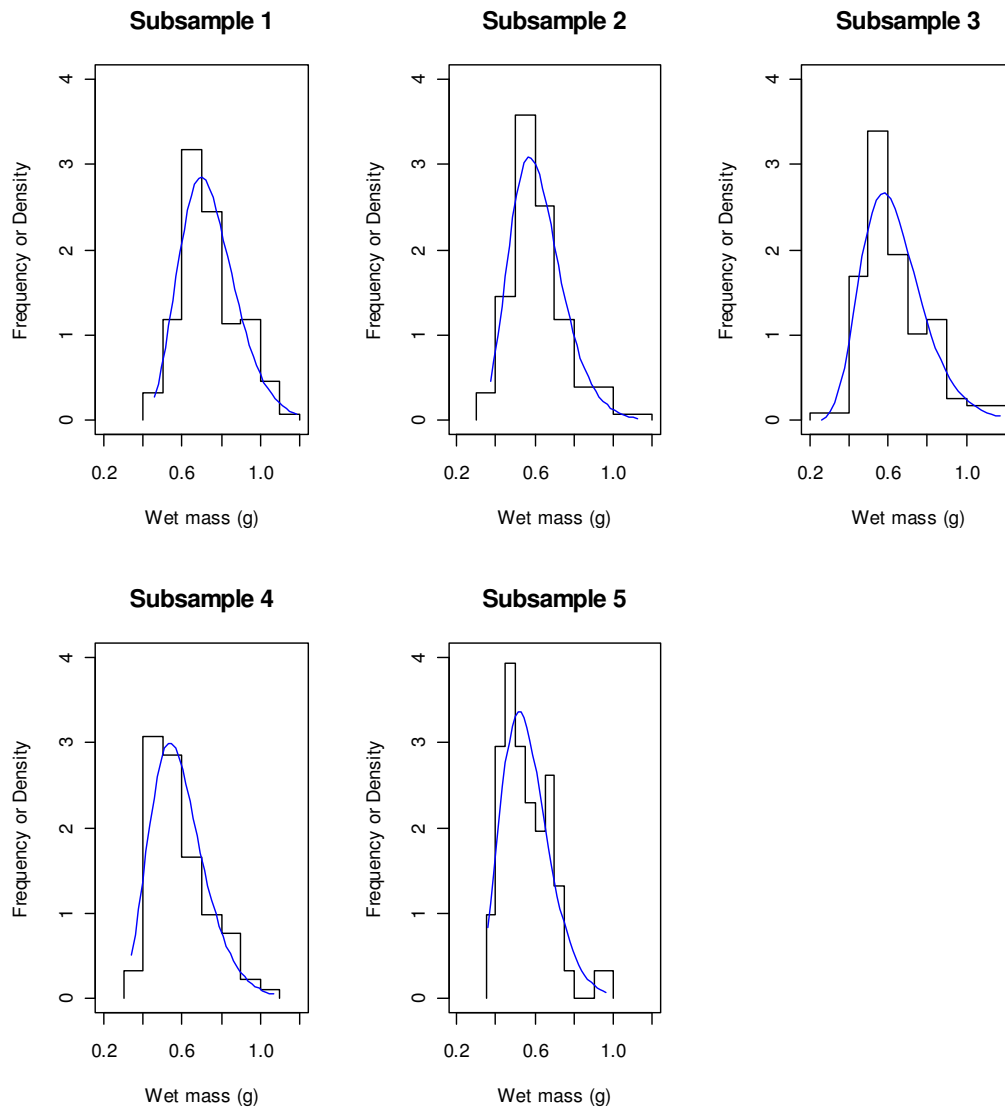 Subsample 1
Frequency or Density
0 1 2 3 4
0.2 0.6 1.0
Wet mass (g)
Subsample 2
Frequency or Density
0 1 2 3 4
0.2 0.6 1.0
Wet mass (g)
Subsample 3
Frequency or Density
0 1 2 3 4
0.2 0.6 1.0
Wet mass (g)
Subsample 4
Frequency or Density
0 1 2 3 4
0.2 0.6 1.0
Wet mass (g)
Subsample 5
Frequency or Density
0 1 2 3 4
0.2 0.6 1.0
Wet mass (g)